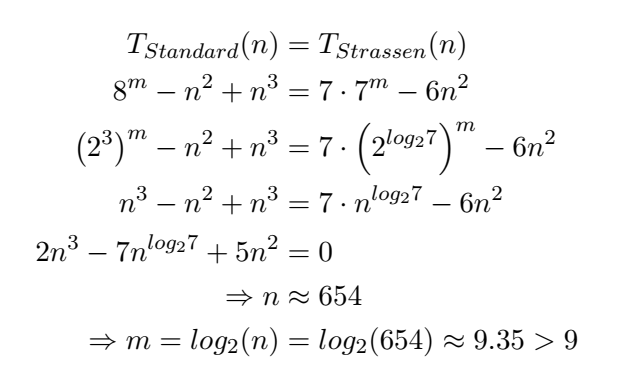 T_{Standard}(n) = T_{Strassen}(n)
8^m − n^2 + n^3 = 7 · 7^m − 6n^2
(2^3)^m − n^2 + n^3 = 7 · (2^{log_2 7})^m − 6n^2
n^3 − n^2 + n^3 = 7 · n^{log_2 7} − 6n^2
2n^3 − 7n^{log_2 7} + 5n^2 = 0
⇒ n ≈ 654
⇒ m = log_2(n) = log_2(654) ≈ 9.35 > 9